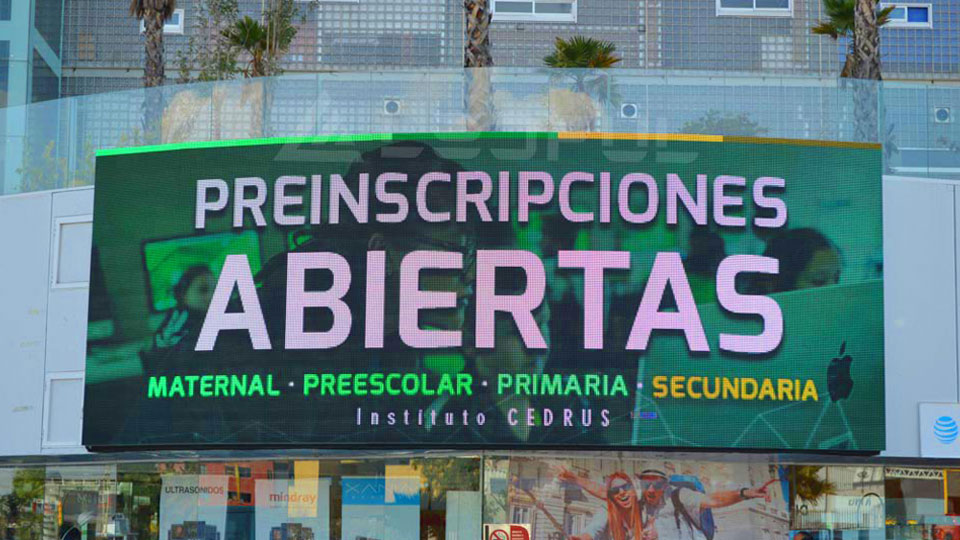 PREINSCRIPCIONES
ABIERTAS
MATERNAL · PREESCOLAR · PRIMARIA · SECUNDARIA
Instituto CEDRUS
ULTRASONIDOS
mindray